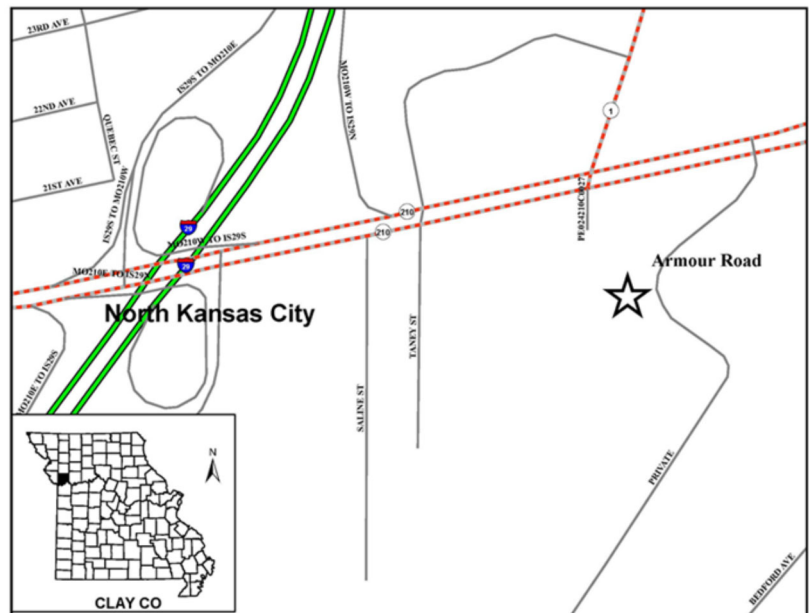 23RD AVE
IS29S TO MO210E
MO210W TO IS29N
22ND AVE
QUEBEC ST
1
21ST AVE
IS29S TO MO210W
PE024210C0027
210
29
210
MO210W TO IS29S
Armour Road
29
MO210E TO IS29N
North Kansas City
TANEY ST
MO210E TO IS29S
SALINE ST
N
PRIVATE
BEDFORD AVE
CLAY CO